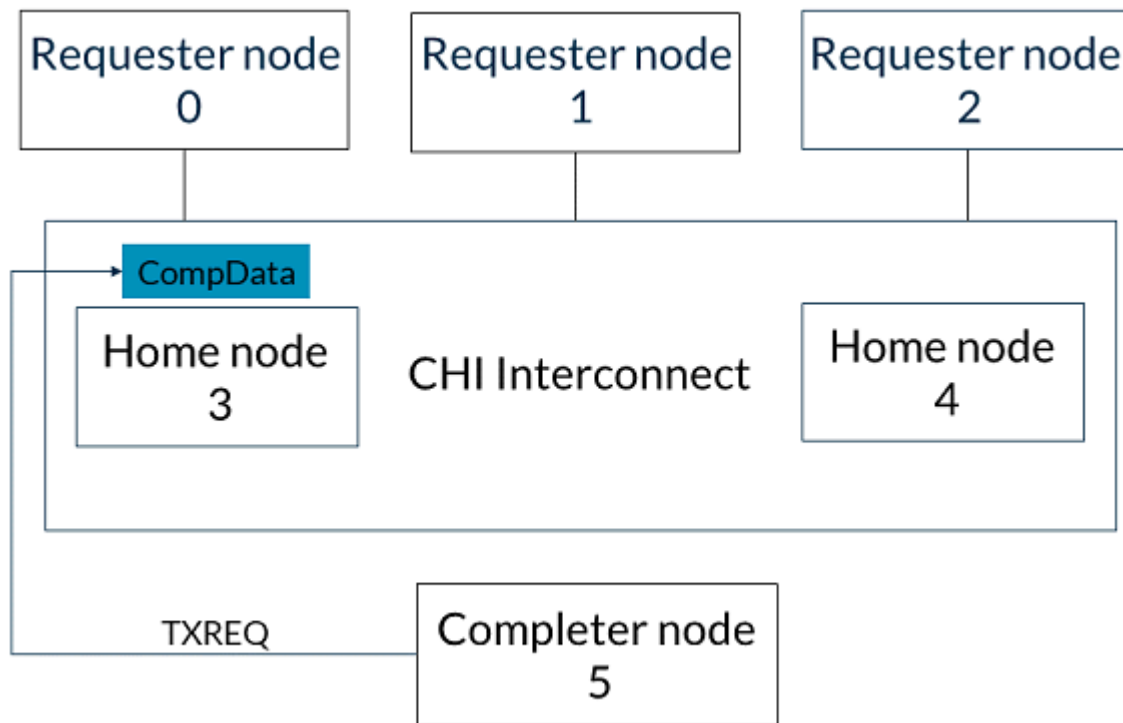 Requester node
0
Requester node
1
Requester node
2
CompData
Home node
3
CHI Interconnect
Home node
4
TXREQ
Completer node
5